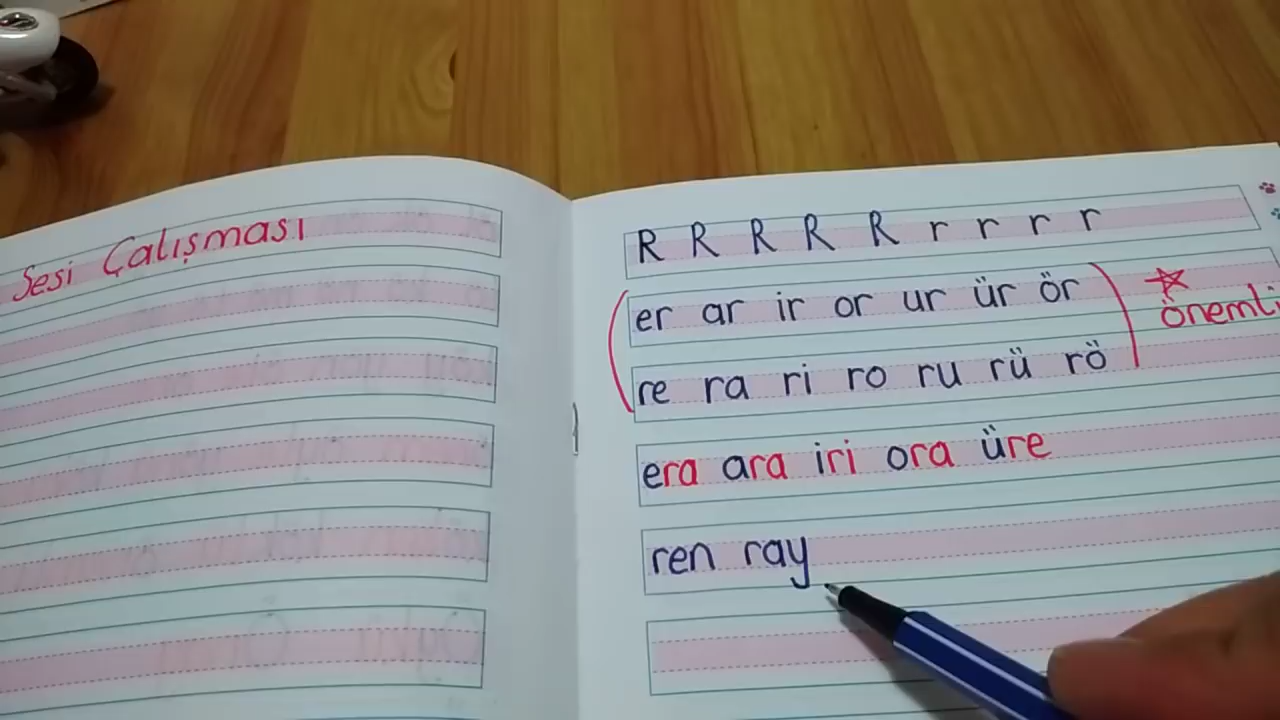 Sesi Çalışması
R R R R R r r r r
er ar ir or ur ür ör
önemli
re ra ri ro ru rü rö
era ara iri ora üre
ren ray